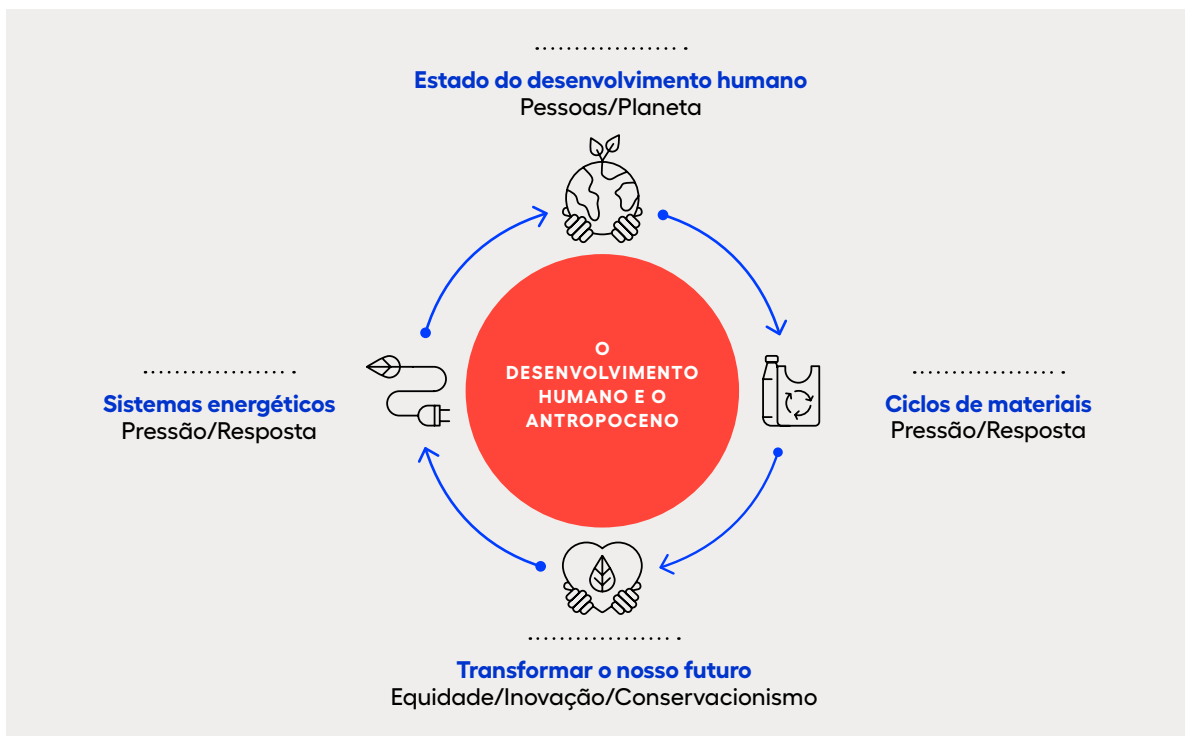 Estado do desenvolvimento humano
Pessoas/Planeta
O
DESENVOLVIMENTO
HUMANO E O
ANTROPOCENO
Sistemas energéticos
Pressão/Resposta
Ciclos de materiais
Pressão/Resposta
Transformar o nosso futuro
Equidade/Inovação/Conservacionismo